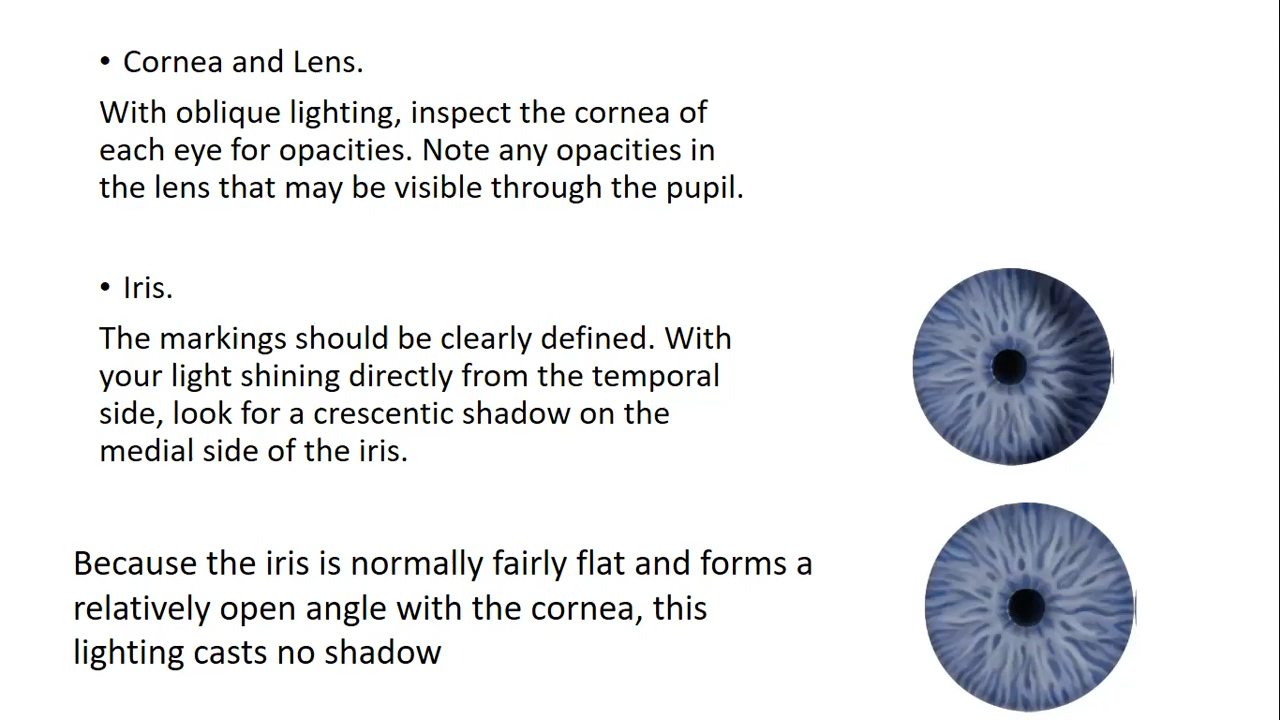 • Cornea and Lens.
With oblique lighting, inspect the cornea of
each eye for opacities. Note any opacities in
the lens that may be visible through the pupil.
• Iris.
The markings should be clearly defined. With
your light shining directly from the temporal
side, look for a crescentic shadow on the
medial side of the iris.
Because the iris is normally fairly flat and forms a
relatively open angle with the cornea, this
lighting casts no shadow